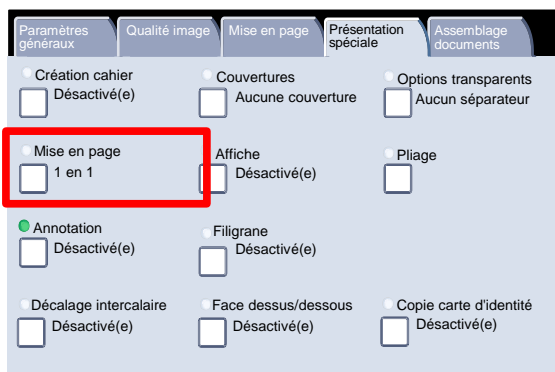 Paramètres
généraux
Qualité image
Mise en page
Présentation
spéciale
Assemblage
documents
Création cahier
Désactivé(e)
Couvertures
Aucune couverture
Options transparents
Aucun séparateur
Mise en page
1 en 1
Affiche
Désactivé(e)
Pliage
Annotation
Désactivé(e)
Filigrane
Désactivé(e)
Décalage intercalaire
Désactivé(e)
Face dessus/dessous
Désactivé(e)
Copie carte d'identité
Désactivé(e)